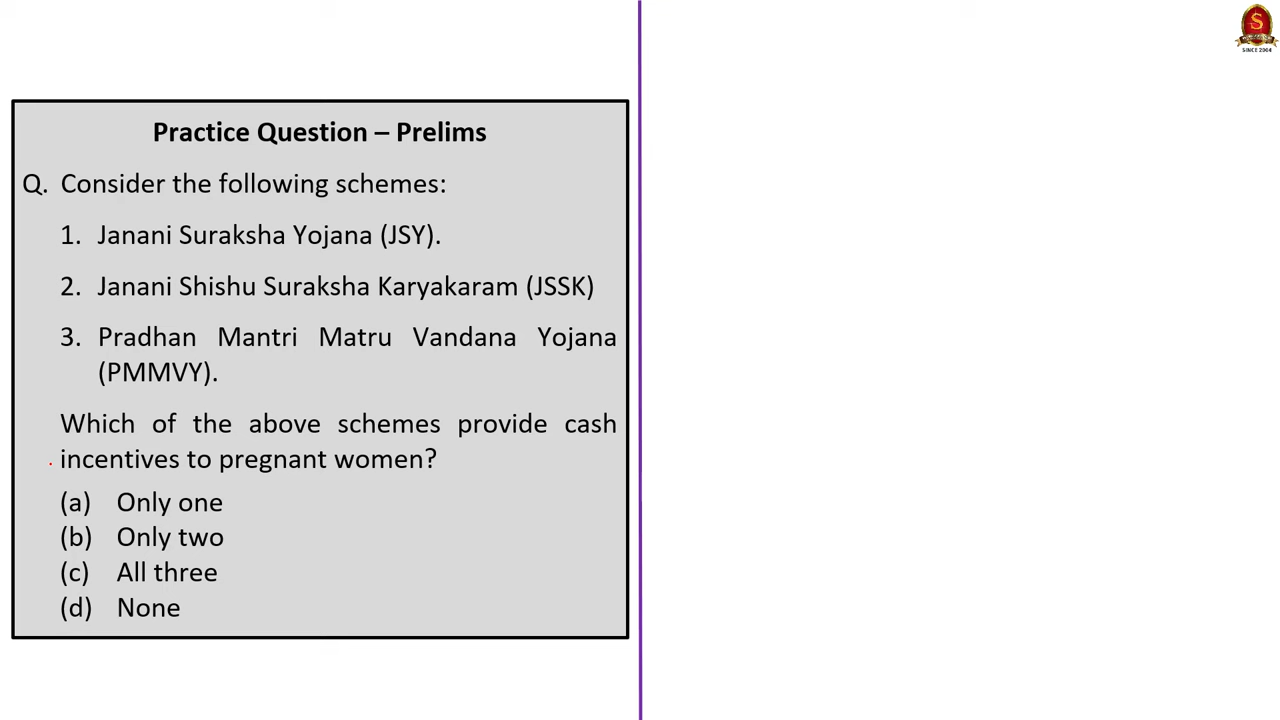 Practice Question – Prelims
Q. Consider the following schemes:
1. Janani Suraksha Yojana (JSY).
2. Janani Shishu Suraksha Karyakaram (JSSK)
3. Pradhan Mantri Matru Vandana Yojana
(PMMVY).
Which of the above schemes provide cash
incentives to pregnant women?
(a) Only one
(b) Only two
(c) All three
(d) None
S
SINCE 2004